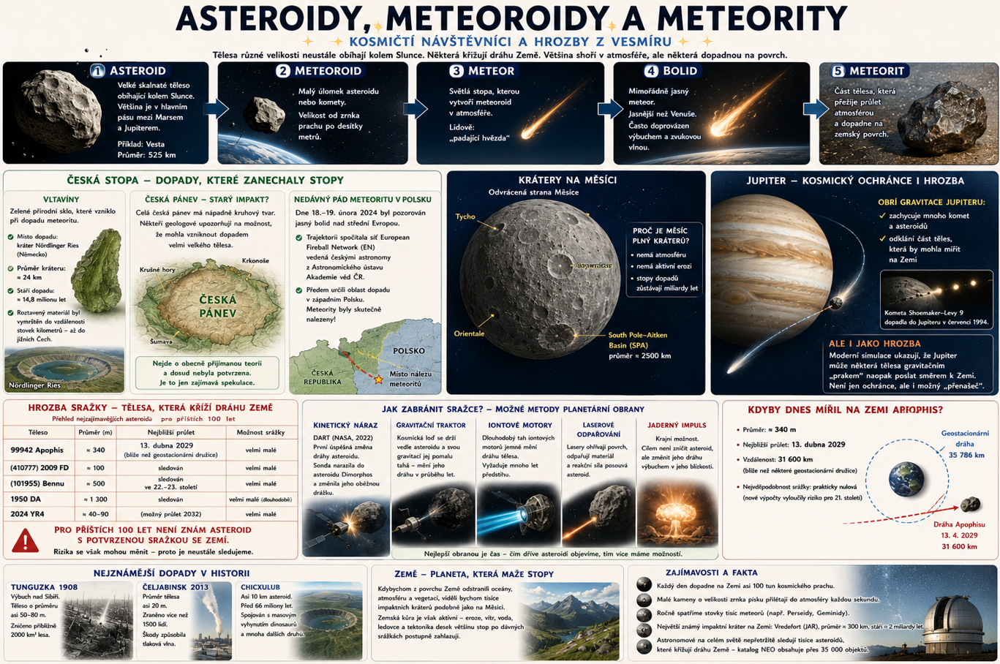 ASTEROIDY, METEOROIDY A METEORITY
KOSMIČTÍ NÁVŠTĚVNÍCI A HROZBY Z VESMÍRU
Tělesa různé velikosti neustále obíhají kolem Slunce. Některá křižují dráhu Země. Většina shoří v atmosféře, ale některá dopadnou na povrch.
1 ASTEROID
Velké skalnaté těleso
obíhající kolem Slunce.
Většina je v hlavním
pásu mezi Marsem
a Jupiterem.
Příklad: Vesta
Průměr: 525 km
2 METEOROID
Malý úlomek asteroidu
nebo komety.
Velikost od zrnka
prachu po desítky
metrů.
3 METEOR
Světlá stopa, kterou
vytvoří meteoroid
v atmosféře.
Lidově:
„padající hvězda“
4 BOLID
Mimořádně jasný
meteor.
Jasnější než Venuše.
Často doprovázen
výbuchem a zvukovou
vlnou.
5 METEORIT
Část tělesa, která
přežije průlet
atmosférou
a dopadne na
zemský povrch.
ČESKÁ STOPA – DOPADY, KTERÉ ZANECHALY STOPY
VLTAVÍNY
Zelené přírodní sklo, které vzniklo
při dopadu meteoritu.
Místo dopadu:
kráter Nördlinger Ries
(Německo)
Průměr kráteru:
≈ 24 km
Stáří dopadu:
≈ 14,8 milionu let
Roztavený materiál byl
vymrštěn do vzdálenosti
stovek kilometrů – až do
jižních Čech.
Nördlinger Ries
ČESKÁ PÁNEV – STARÝ IMPAKT?
Celá česká pánev má nápadně kruhový tvar.
Někteří geologové upozorňují na možnost,
že mohla vzniknout dopadem
velmi velkého tělesa.
Krkonoše
Krušné hory
ČESKÁ
PÁNEV
Šumava
Nejde o obecně přijímanou teorii
a dosud nebyla potvrzena.
Je to jen zajímavá spekulace.
NEDÁVNÝ PÁD METEORITU V POLSKU
Dne 18.–19. února 2024 byl pozorován
jasný bolid nad střední Evropou.
Trajektorii spočítala síť European
Fireball Network (EN)
vedená českými astronomy
z Astronomického ústavu
Akademie věd ČR.
Předem určili oblast dopadu
v západním Polsku.
Meteority byly skutečně
nalezeny!
POLSKO
ČESKÁ
REPUBLIKA
Místo nálezu
meteoritů
KRÁTERY NA MĚSÍCI
Odvrácená strana Měsíce
Tycho
Orientale
South Pole–Aitken
Basin (SPA)
průměr ≈ 2500 km
PROČ JE MĚSÍC
PLNÝ KRÁTERŮ?
• nemá atmosféru
• nemá aktivní erozi
• stopy dopadů
zůstávají miliardy let
JUPITER – KOSMICKÝ OCHRÁNCE I HROZBA
OBRÍ GRAVITACE JUPITERU:
zachycuje mnoho komet
a asteroidů
odklání část těles,
která by mohla mířit
na Zemi
Kometa Shoemaker–Levy 9
dopadla do Jupiteru v červenci 1994.
ALE I JAKO HROZBA
Moderní simulace ukazují, že Jupiter
může některá tělesa gravitačním
„prakem“ naopak poslat směrem k Zemi.
Není jen ochránce, ale i možný „přenašeč“.
HROZBA SRAŽKY – TĚLESA, KTERÁ KŘÍŽÍ DRÁHU ZEMĚ
Přehled asteroidu pro příštích 100 let
Těleso Průměr (m) Nejbližší průlet Možnost srážky
99942 Apophis ≈ 340 13. dubna 2029 (blíže než geostacionární družice) velmi malé
(410777) 2009 FD ≈ 100 sledován velmi malé
(101955) Bennu ≈ 500 sledován ve 22.–23. století velmi malé
1950 DA ≈ 1 300 sledován velmi malé (dlouhodobě)
2024 YR4 ≈ 40–90 (možný průlet 2032) velmi malé
PRO PŘÍŠTÍCH 100 LET NENÍ ZNÁM ASTEROID
S POTVRZENOU SRAŽKOU SE ZEMÍ.
Rizika se však mohou měnit – proto je neustále sledujeme.
JAK ZABRÁNIT SRAŽCE? – MOŽNÉ METODY PLANETÁRNÍ OBRANY
KINETICKÝ NÁRAZ
DART (NASA, 2022)
První úspěšná změna
dráhy asteroidu.
Sonda narazila do
asteroidu Dimorphos
a změnila jeho oběžnou
drážku.
GRAVITAČNÍ TRAKTOR
Kosmická loď se drží
vedle asteroidu a svou
gravitací jej pomalu
tahá – mění jeho
dráhu v průběhu let.
IONTOVÉ MOTORY
Dlouhodobý tah iontových
motorů jemně mění
dráhu tělesa.
Vyžaduje mnoho let
předstihu.
LASEROVÉ
ODPAŘOVÁNÍ
Lasery ohřívají povrch,
odpařují materiál
a reakční síla posouvá
asteroid.
JADERNÝ IMPULS
Krajní možnost.
Cílem není zničit asteroid,
ale změnit jeho dráhu
výbuchem v jeho blízkosti.
Nejlepší obranou je čas – čím dříve asteroidi objevíme, tím více máme možností.
KDYBY DNES MÍŘIL NA ZEMI APOPHIS?
• Průměr: ≈ 340 m
• Nejbližší průlet: 13. dubna 2029
• Vzdálenost: 31 600 km
(blíže než některé geostacionární družice)
• Nejvděpodobnost srážky: prakticky nulová
(nové výpočty vyloučily riziko pro 21. století)
Geostacionární
dráha
35 786 km
Dráha Apophisu
13. 4. 2029
31 600 km
NEJZNÁMĚJŠÍ DOPADY V HISTORII
TUNGUZKA 1908
Výbuch nad Sibiří.
Těleso o průměru
asi 50–80 m.
Zničeno přibližně
2000 km² lesa.
ČELJABINSK 2013
Průměr tělesa
asi 20 m.
Zraněno více než
1500 lidí.
Škody způsobila
tlaková vlna.
CHICXULUB
Asi 10 km asteroid.
Před 66 miliony let.
Spojován s masovým
vyhynutím dinosaurů
a mnoha dalších druhů.
ZEMĚ – PLANETA, KTERÁ MAŽE STOPY
Kdybychom z povrchu Země odstranili oceány,
atmosféru a vegetaci, viděli bychom tisíce
impaktních kráterů podobně jako na Měsíci.
Zemská kůra je však aktivní – eroze, vítr, voda,
ledovce a tektonika desek většinu stop po dávných
srážkách postupně zahlazují.
ZAJÍMAVOSTI A FAKTA
Každý den dopadne na Zemi asi 100 tun kosmického prachu.
Malé kameny o velikosti zrnka písku přilétají do atmosféry každou sekundu.
Ročně spatříme stovky tisíc meteorů (např. Perseidy, Geminidy).
Největší známý impaktní kráter na Zemi: Vredefort (JAR), průměr ≈ 300 km, stáří ≈ 2 miliardy let.
Astronomové na celém světě nepřetržitě sledují tisíce asteroidů,
které křižují dráhu Země – katalog NEO obsahuje přes 35 000 objektů.